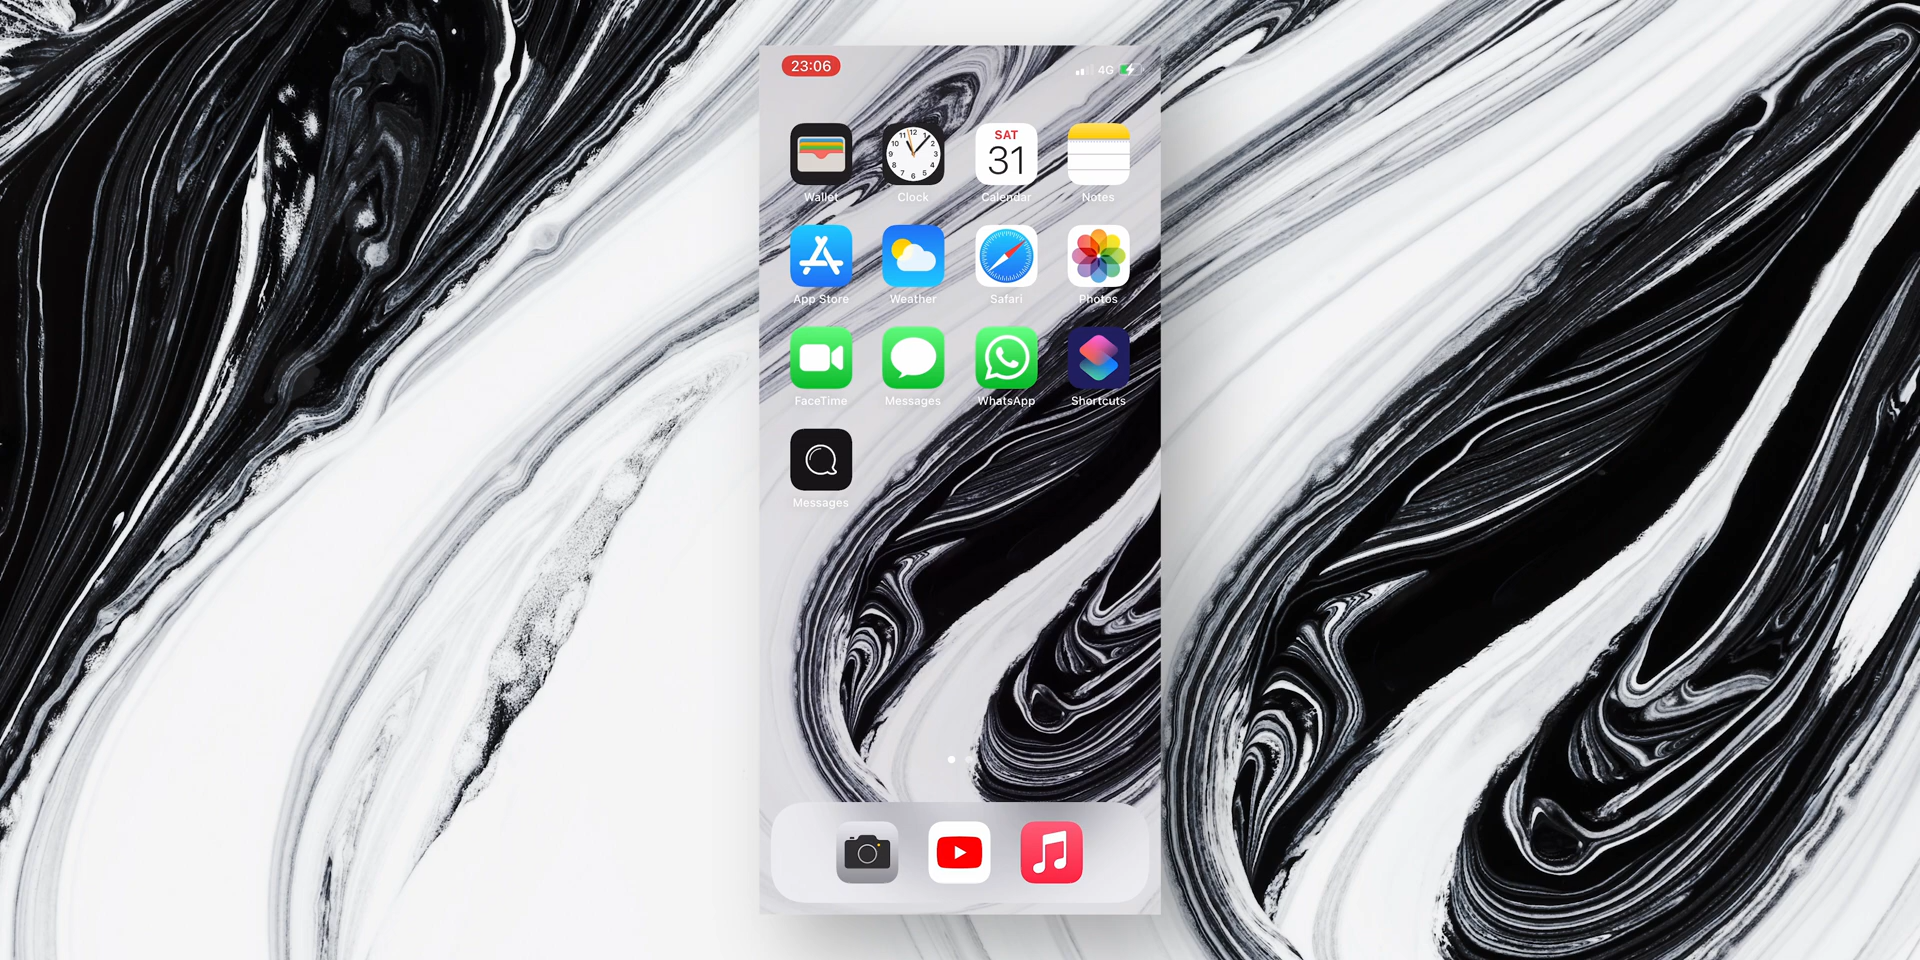 23:06
4G
SAT
31
Wallet
Clock
Calendar
Notes
App Store
Weather
Safari
Photos
FaceTime
Messages
WhatsApp
Shortcuts
Messages